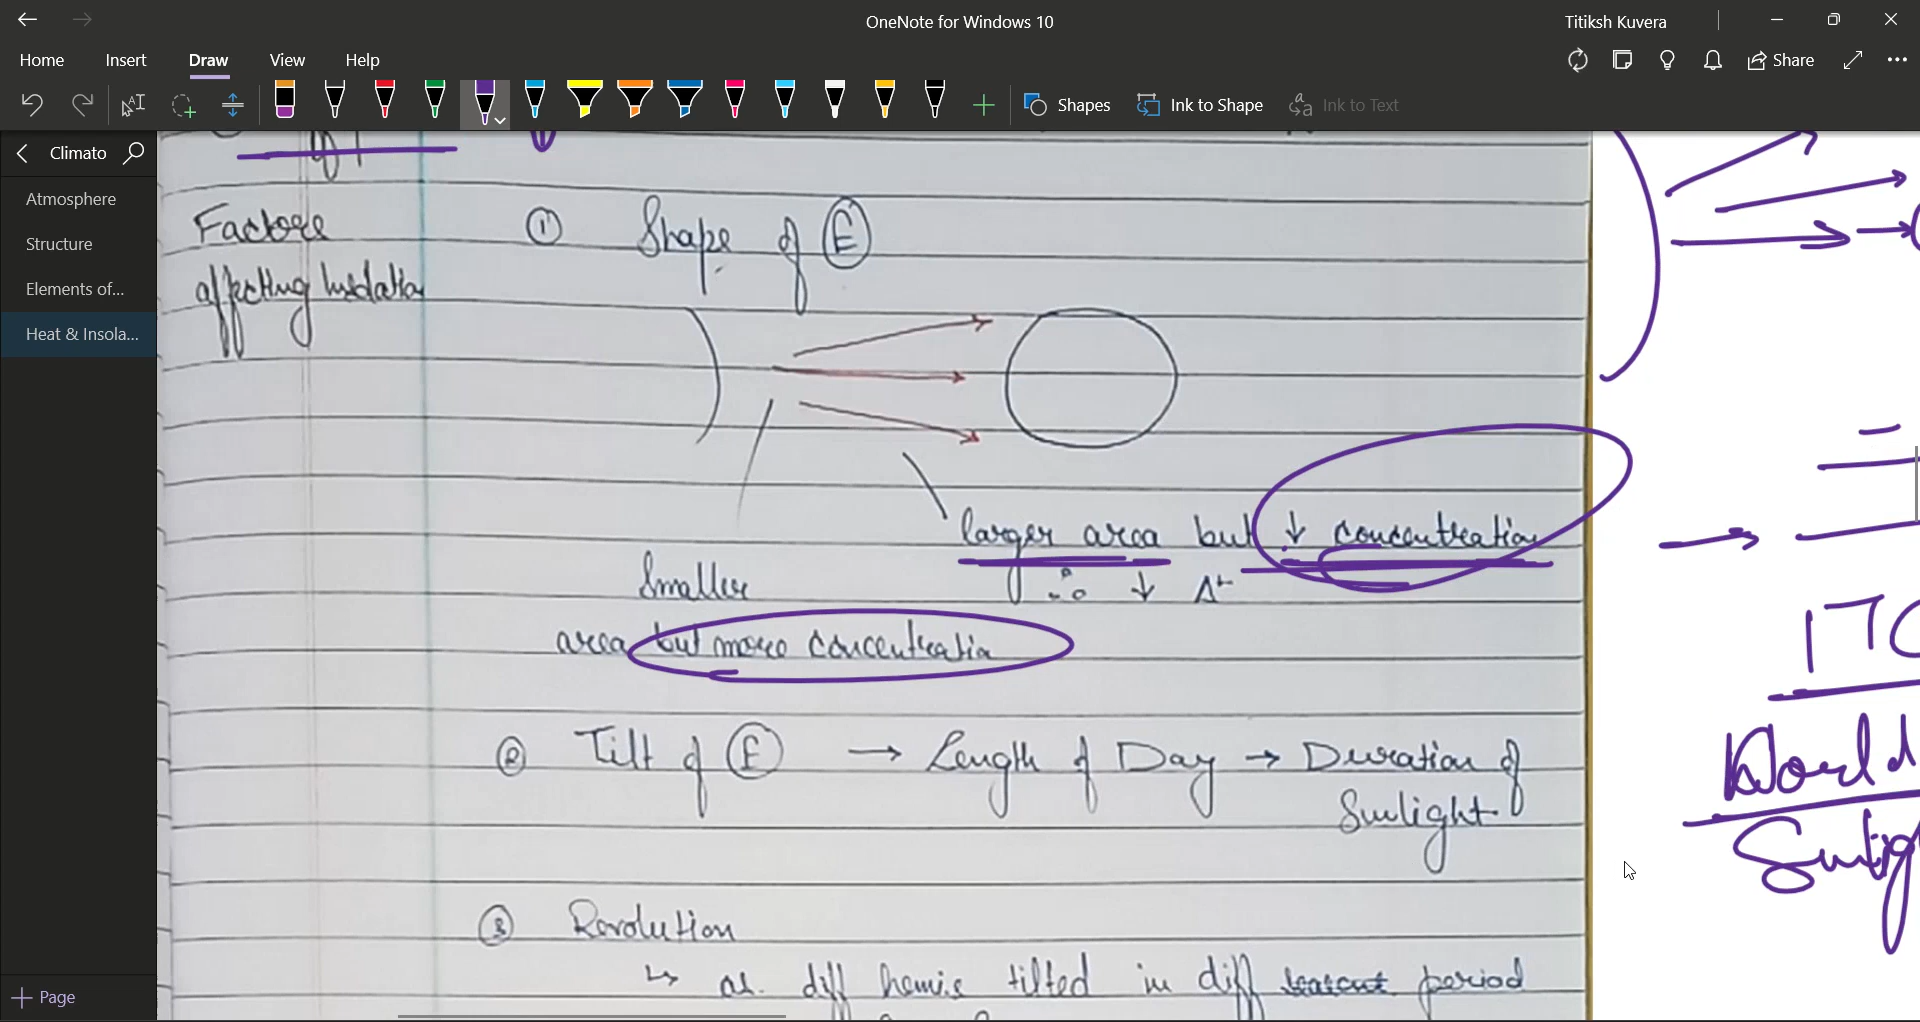 OneNote for Windows 10
Titiksh Kuvera
Home Insert Draw View Help
Share
Shapes
Ink to Shape
Ink to Text
Climato
Atmosphere
Structure
Elements of...
Heat & Insola...
Page
Factors
affecting Insolation
① Shape of Ⓔ
larger area but ↓ concentration
∴ ↓
Smaller
area but more concentration
② Tilt of Ⓔ → Length of Day → Duration of
Sunlight
③ Revolution
↳ as diff hemis tilted in diff period
World